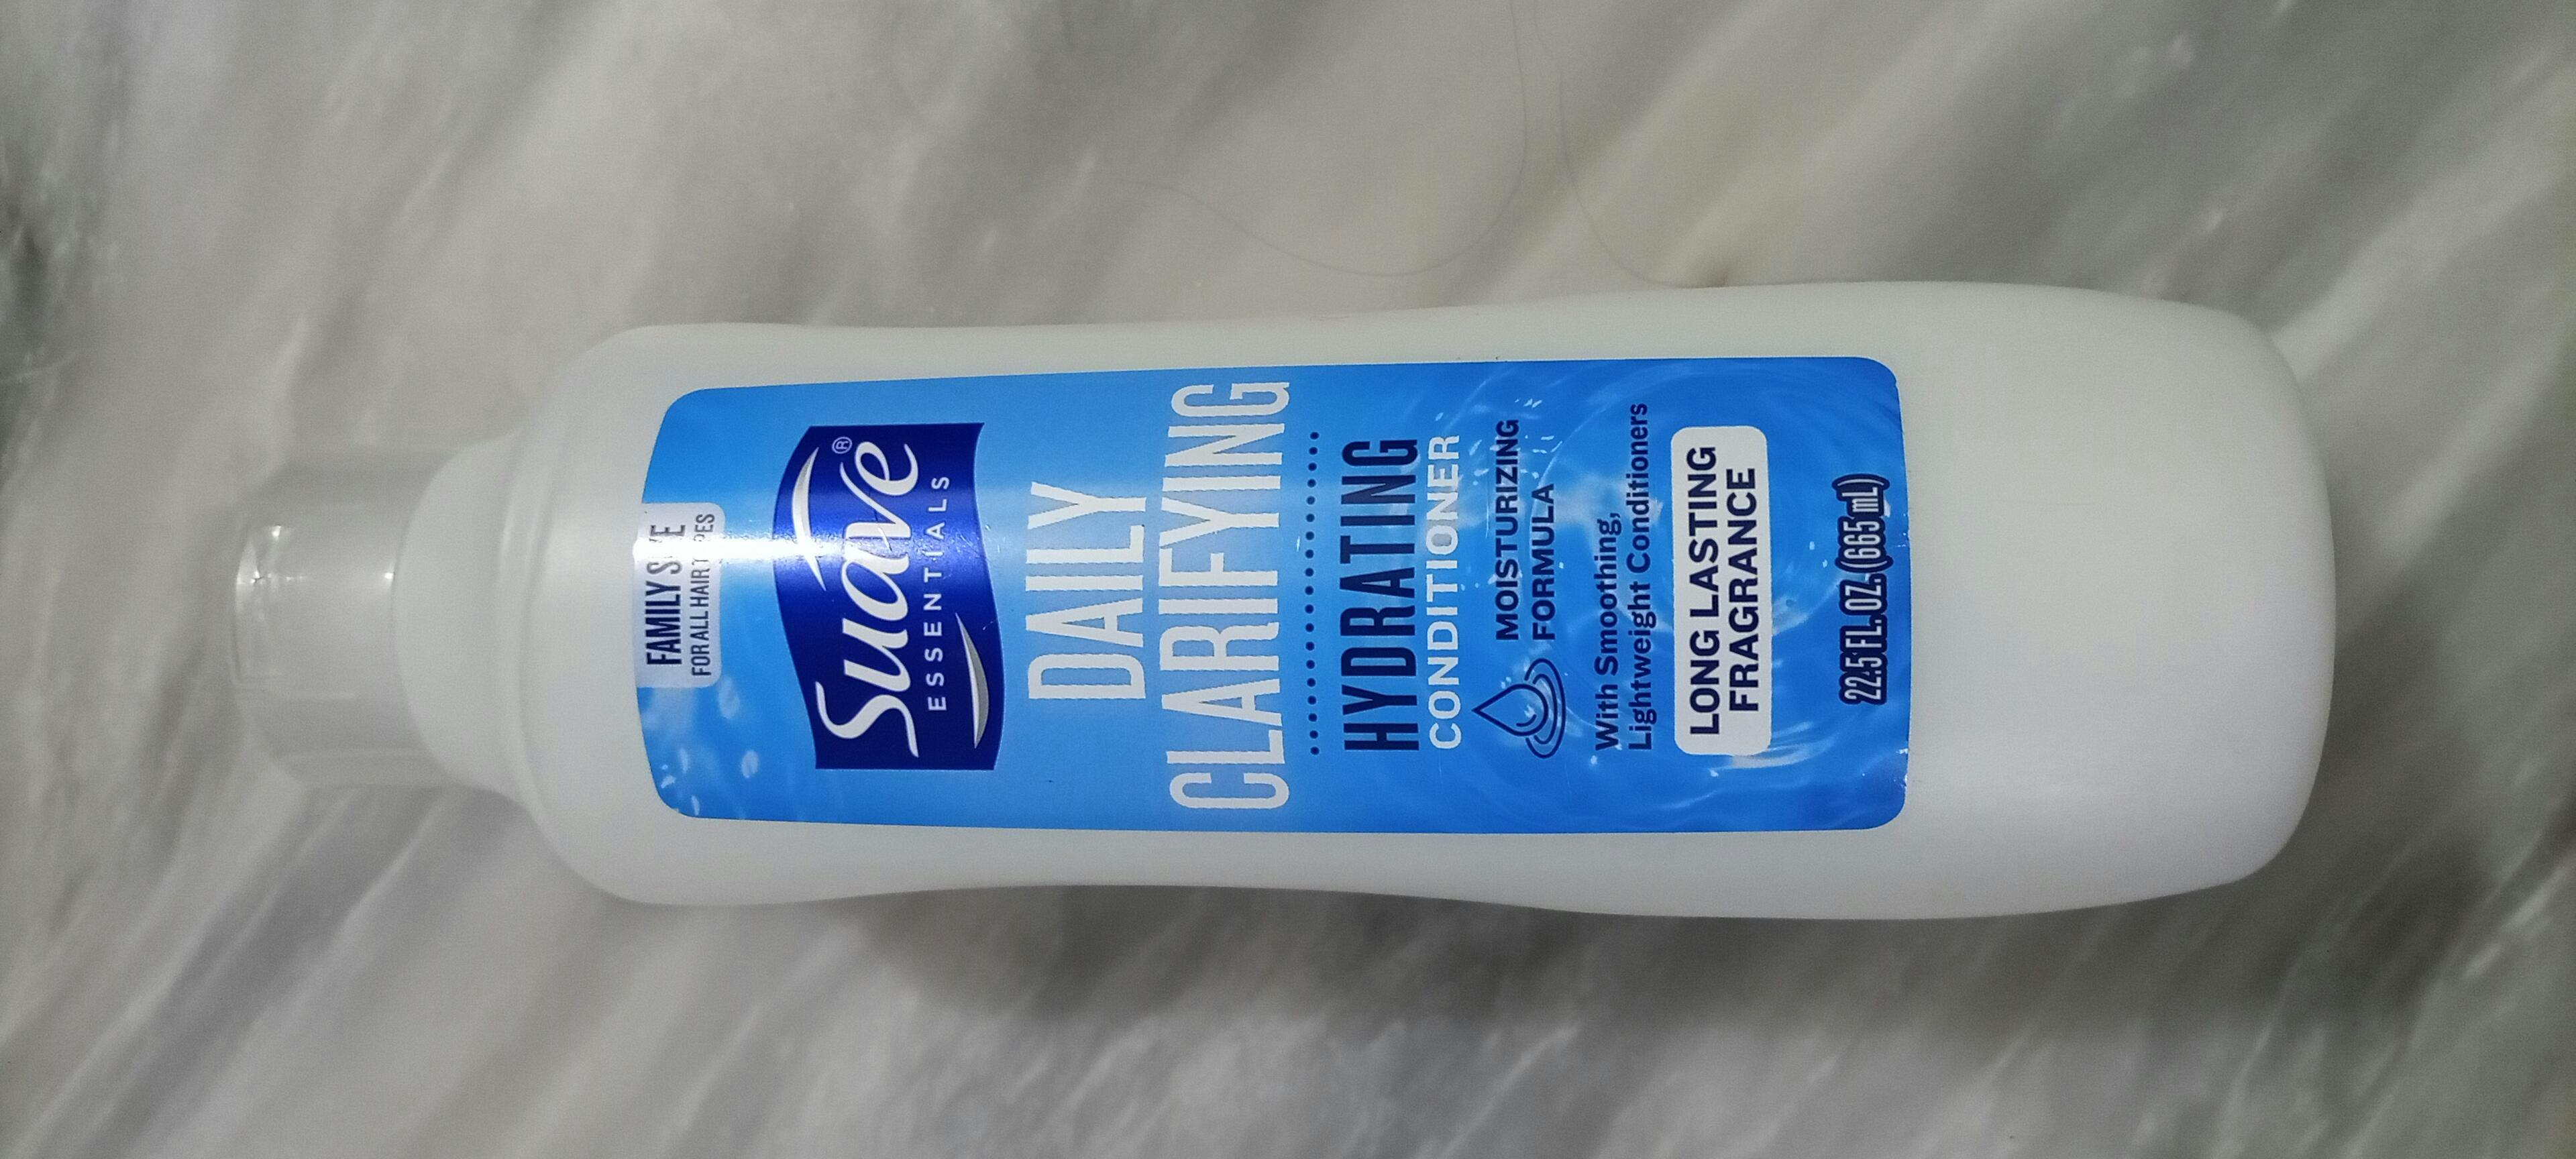 FAMILY SIZE
FOR ALL HAIR TYPES
Suave®
ESSENTIALS
DAILY
CLARIFYING
HYDRATING
CONDITIONER
MOISTURIZING
FORMULA
With Smoothing,
Lightweight Conditioners
LONG LASTING
FRAGRANCE
22.5 FL. OZ. (665 mL)